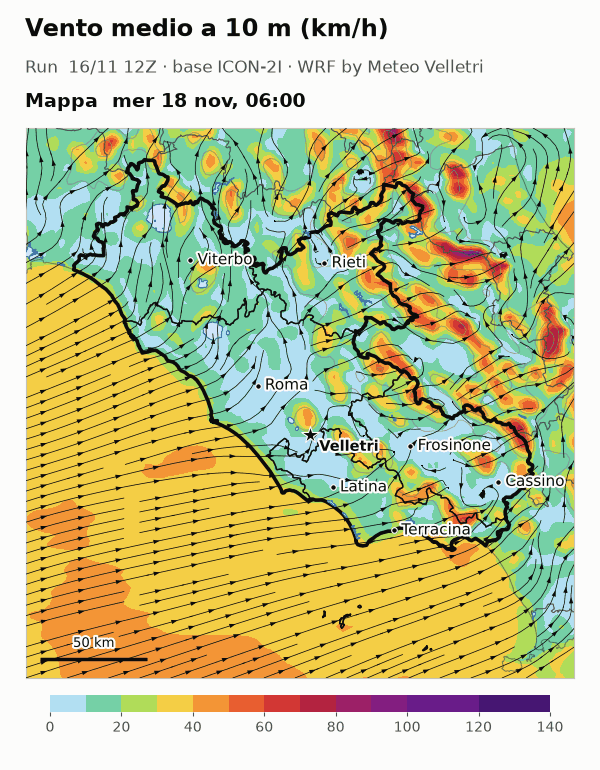 Vento medio a 10 m (km/h)
Run  16/11 12Z · base ICON-2I · WRF by Meteo Velletri
Mappa  mer 18 nov, 06:00
Viterbo
Rieti
Roma
Velletri
Frosinone
Cassino
Latina
Terracina
50 km
0 20 40 60 80 100 120 140